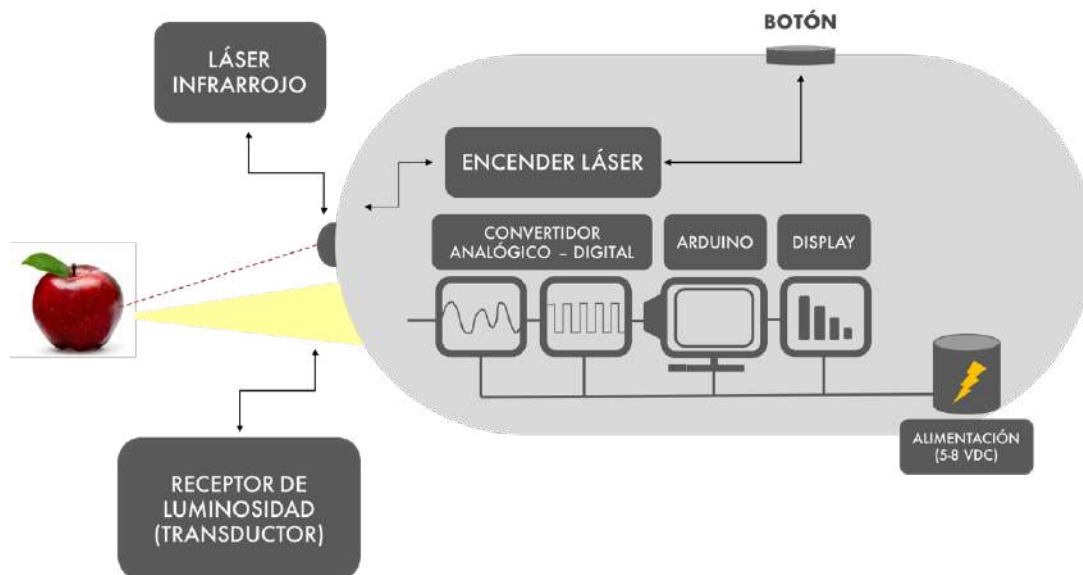 BOTÓN
LÁSER
INFRARROJO
ENCENDER LÁSER
CONVERTIDOR
ANALÓGICO – DIGITAL
ARDUINO
DISPLAY
ALIMENTACIÓN
(5-8 VDC)
RECEPTOR DE
LUMINOSIDAD
(TRANSDUCTOR)